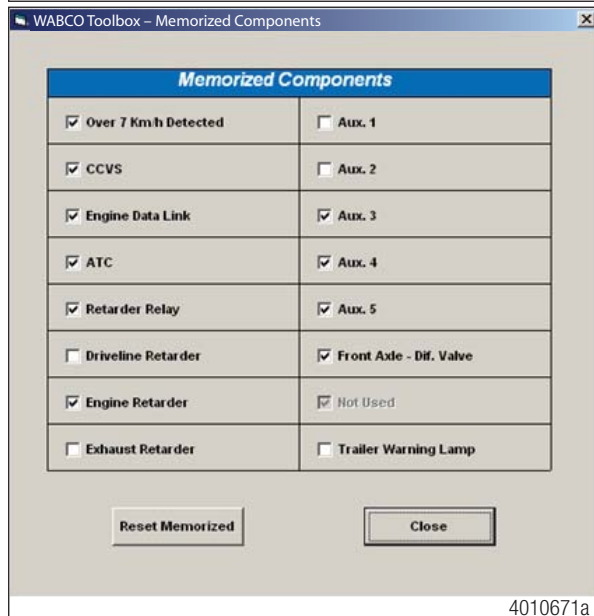 WABCO Toolbox – Memorized Components
Memorized Components
Over 7 Km/h Detected
Aux. 1
CCVS
Aux. 2
Engine Data Link
Aux. 3
ATC
Aux. 4
Retarder Relay
Aux. 5
Driveline Retarder
Front Axle - Dif. Valve
Engine Retarder
Not Used
Exhaust Retarder
Trailer Warning Lamp
Reset Memorized
Close
4010671a